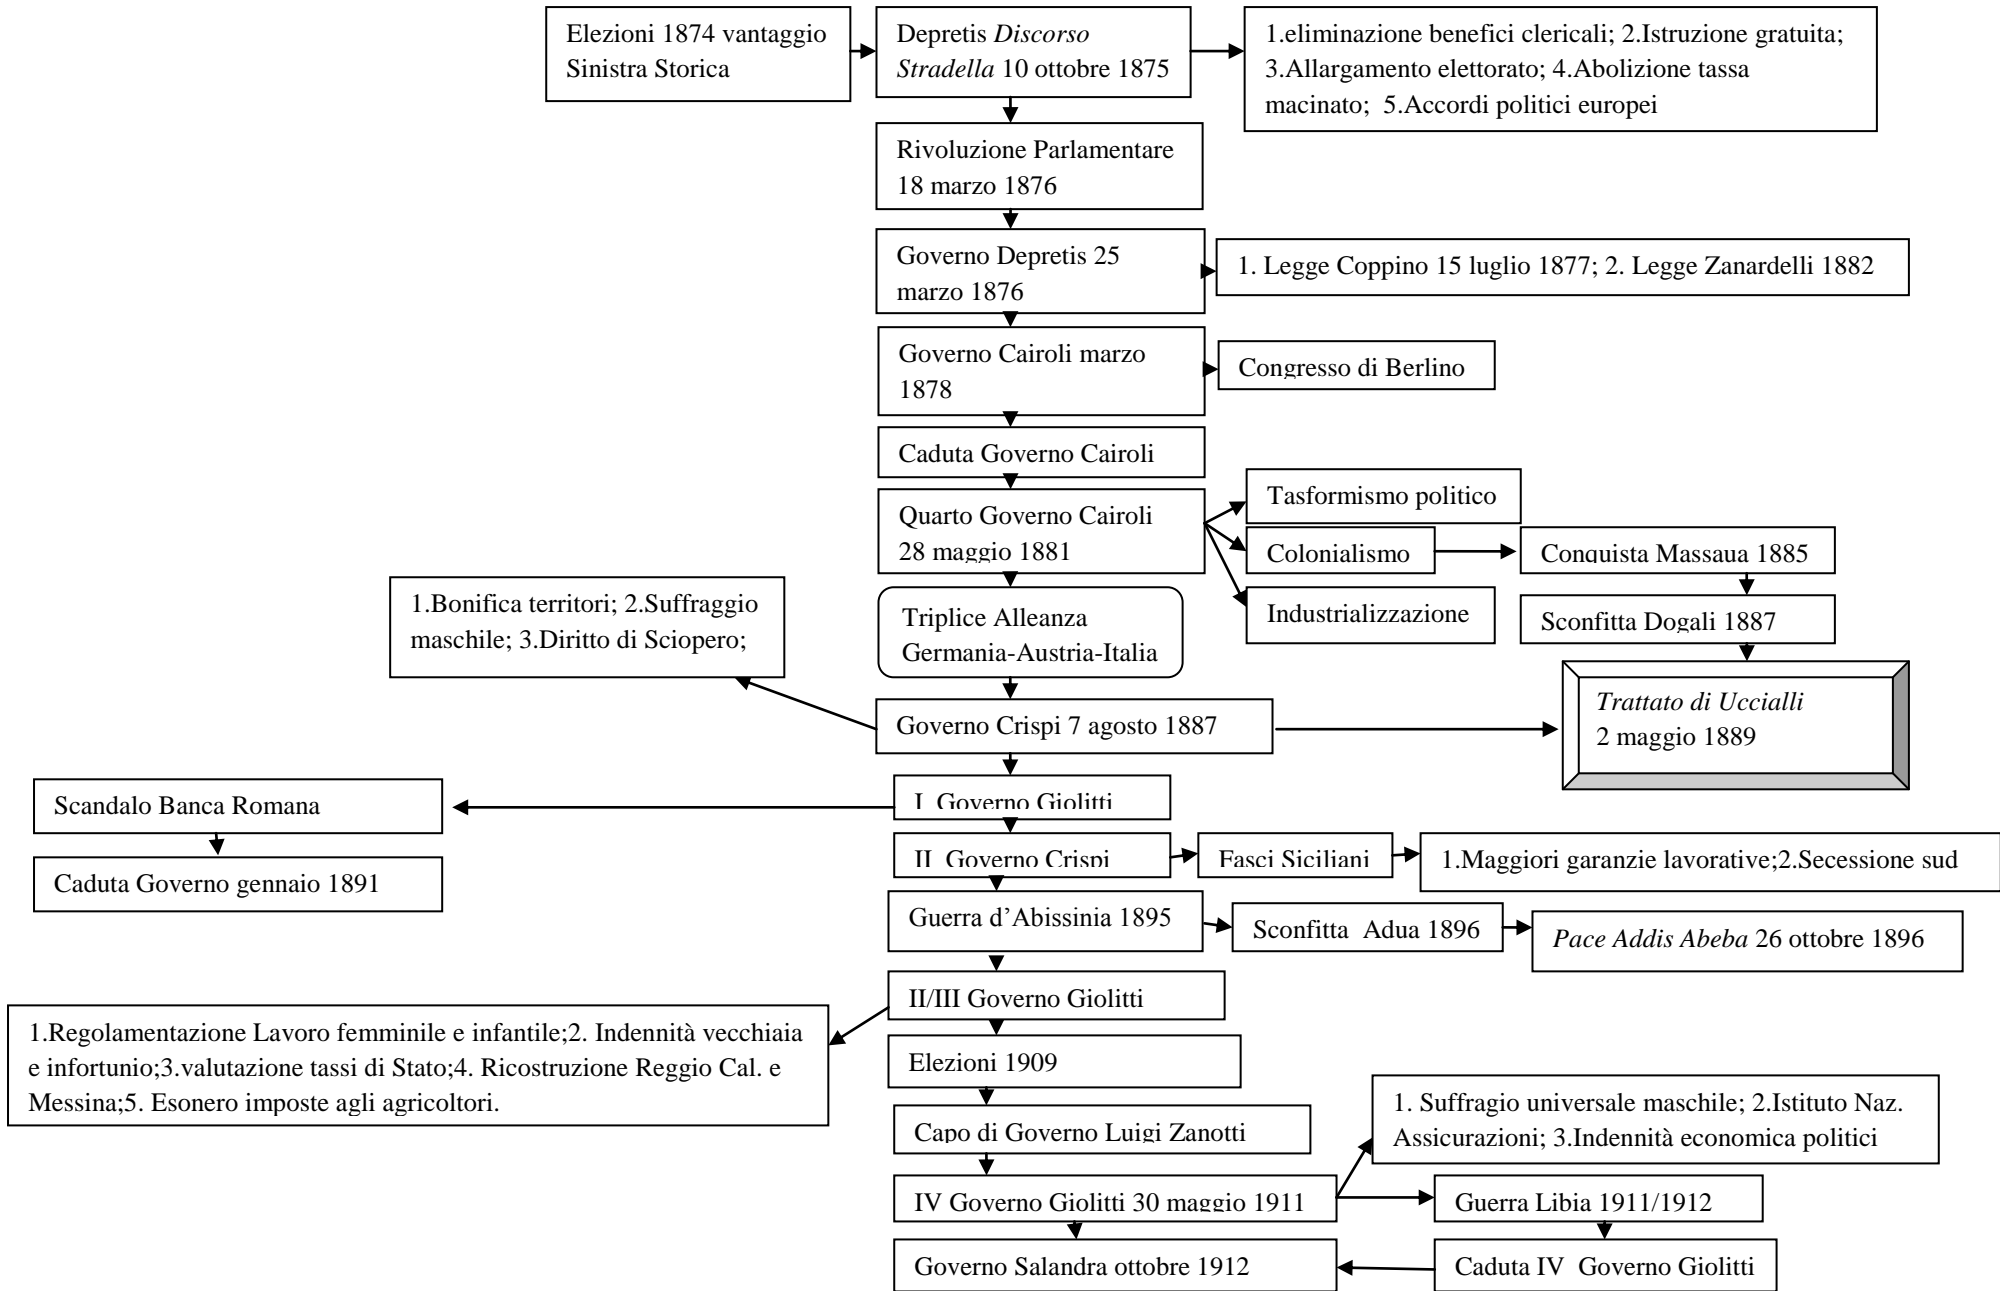 Elezioni 1874 vantaggio
Sinistra Storica
Depretis Discorso
Stradella 10 ottobre 1875
1.eliminazione benefici clericali; 2.Istruzione gratuita;
3.Allargamento elettorato; 4.Abolizione tassa
macinato; 5.Accordi politici europei
Rivoluzione Parlamentare
18 marzo 1876
Governo Depretis 25
marzo 1876
1. Legge Coppino 15 luglio 1877; 2. Legge Zanardelli 1882
Governo Cairoli marzo
1878
Congresso di Berlino
Caduta Governo Cairoli
Quarto Governo Cairoli
28 maggio 1881
Tasformismo politico
Colonialismo
Conquista Massaua 1885
Industrializzazione
Sconfitta Dogali 1887
1.Bonifica territori; 2.Suffraggio
maschile; 3.Diritto di Sciopero;
Triplice Alleanza
Germania-Austria-Italia
Trattato di Uccialli
2 maggio 1889
Governo Crispi 7 agosto 1887
I Governo Giolitti
Scandalo Banca Romana
Caduta Governo gennaio 1891
II Governo Crispi
Fasci Siciliani
1.Maggiori garanzie lavorative;2.Secessione sud
Guerra d’Abissinia 1895
Sconfitta Adua 1896
Pace Addis Abeba 26 ottobre 1896
II/III Governo Giolitti
1.Regolamentazione Lavoro femminile e infantile;2. Indennità vecchiaia
e infortunio;3.valutazione tassi di Stato;4. Ricostruzione Reggio Cal. e
Messina;5. Esonero imposte agli agricoltori.
Elezioni 1909
Capo di Governo Luigi Zanotti
1. Suffragio universale maschile; 2.Istituto Naz.
Assicurazioni; 3.Indennità economica politici
IV Governo Giolitti 30 maggio 1911
Guerra Libia 1911/1912
Governo Salandra ottobre 1912
Caduta IV Governo Giolitti